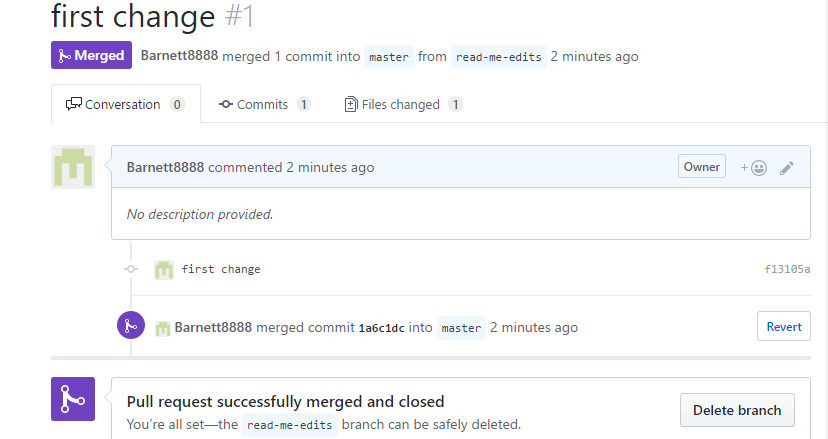 first change #1
Merged Barnett8888 merged 1 commit into master from read-me-edits 2 minutes ago
Conversation 0 Commits 1 Files changed 1
Barnett8888 commented 2 minutes ago Owner +
No description provided.
first change f13105a
Barnett8888 merged commit 1a6c1dc into master 2 minutes ago Revert
Pull request successfully merged and closed
You’re all set—the read-me-edits branch can be safely deleted.
Delete branch